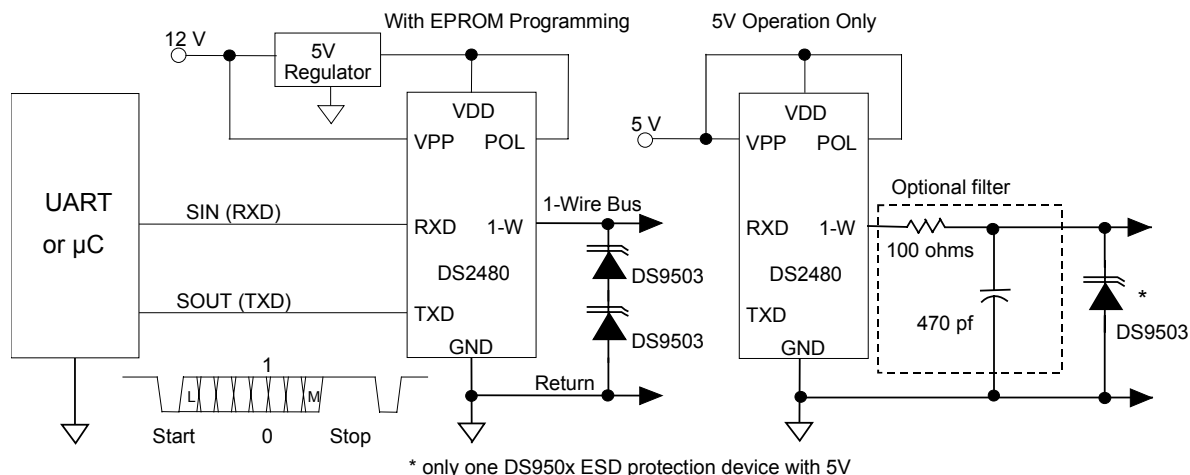 With EPROM Programming
12 V
5V
Regulator
VDD
VPP
POL
UART
or µC
SIN (RXD)
RXD
1-W
1-Wire Bus
DS2480
DS9503
SOUT (TXD)
TXD
DS9503
GND
Return
1
L
M
Start
0
Stop
5V Operation Only
5 V
VDD
VPP
POL
Optional filter
RXD
1-W
100 ohms
DS2480
470 pf
*
DS9503
TXD
GND
* only one DS950x ESD protection device with 5V